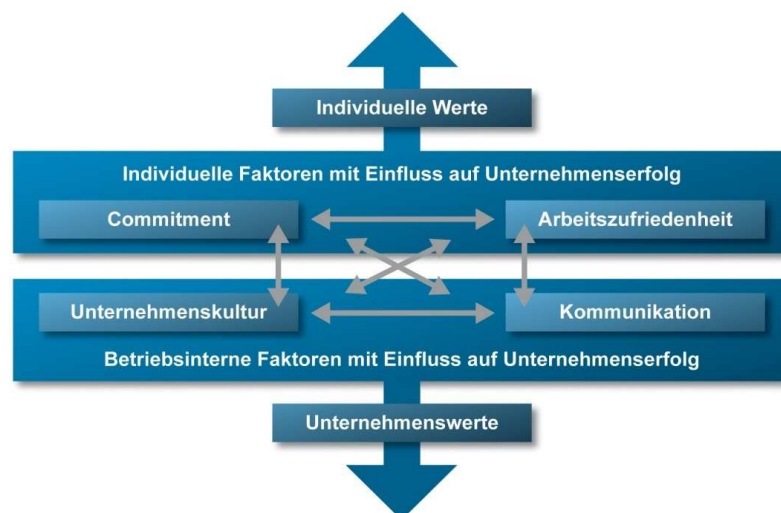 Individuelle Werte
Individuelle Faktoren mit Einfluss auf Unternehmenserfolg
Commitment
Arbeitszufriedenheit
Unternehmenskultur
Kommunikation
Betriebsinterne Faktoren mit Einfluss auf Unternehmenserfolg
Unternehmenswerte